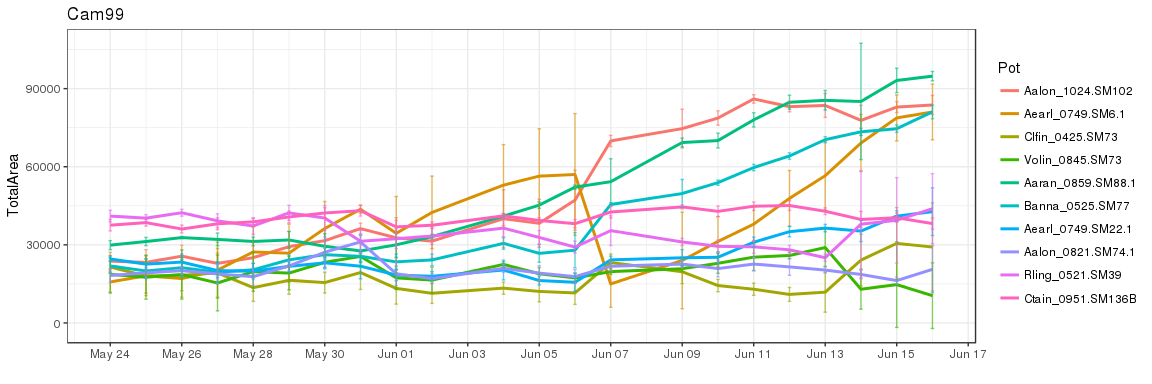 Cam99
TotalArea
90000
60000
30000
0
May 24 May 26 May 28 May 30 Jun 01 Jun 03 Jun 05 Jun 07 Jun 09 Jun 11 Jun 13 Jun 15 Jun 17
Pot
Aalon_1024.SM102
Aearl_0749.SM6.1
Clfin_0425.SM73
Volin_0845.SM73
Aaran_0859.SM88.1
Banna_0525.SM77
Aearl_0749.SM22.1
Aalon_0821.SM74.1
Rling_0521.SM39
Ctain_0951.SM136B